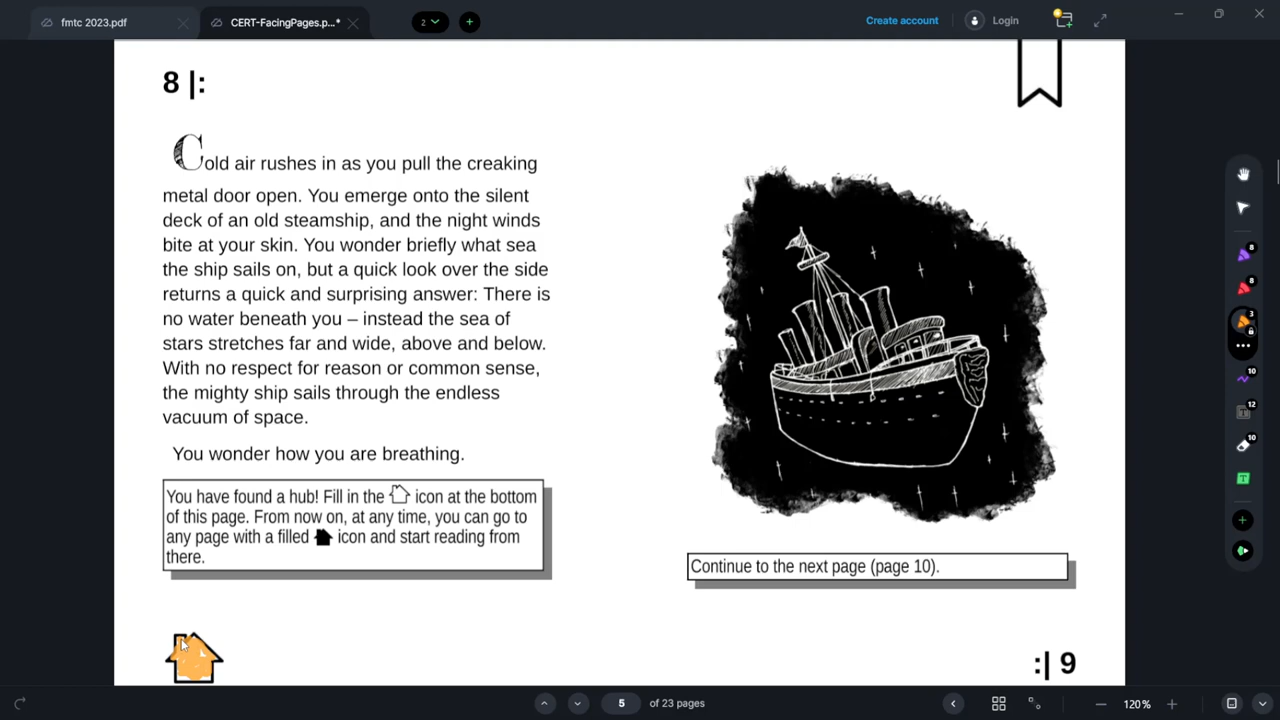 fmtc 2023.pdf
CERT-FacingPages.p...*
2
Create account
Login
8 |:
Cold air rushes in as you pull the creaking
metal door open. You emerge onto the silent
deck of an old steamship, and the night winds
bite at your skin. You wonder briefly what sea
the ship sails on, but a quick look over the side
returns a quick and surprising answer: There is
no water beneath you – instead the sea of
stars stretches far and wide, above and below.
With no respect for reason or common sense,
the mighty ship sails through the endless
vacuum of space.
You wonder how you are breathing.
You have found a hub! Fill in the icon at the bottom
of this page. From now on, at any time, you can go to
any page with a filled icon and start reading from
there.
Continue to the next page (page 10).
:| 9
8
8
3
10
12
10
T
5 of 23 pages
120%